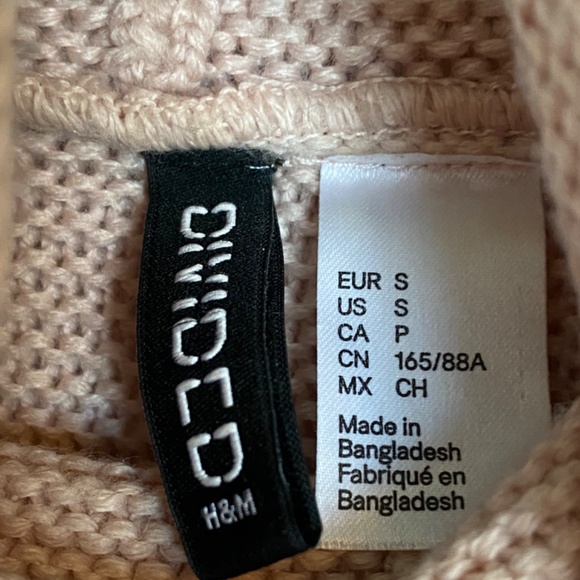 DIVIDED
H&M
EUR S
US S
CA P
CN 165/88A
MX CH
Made in
Bangladesh
Fabriqué en
Bangladesh